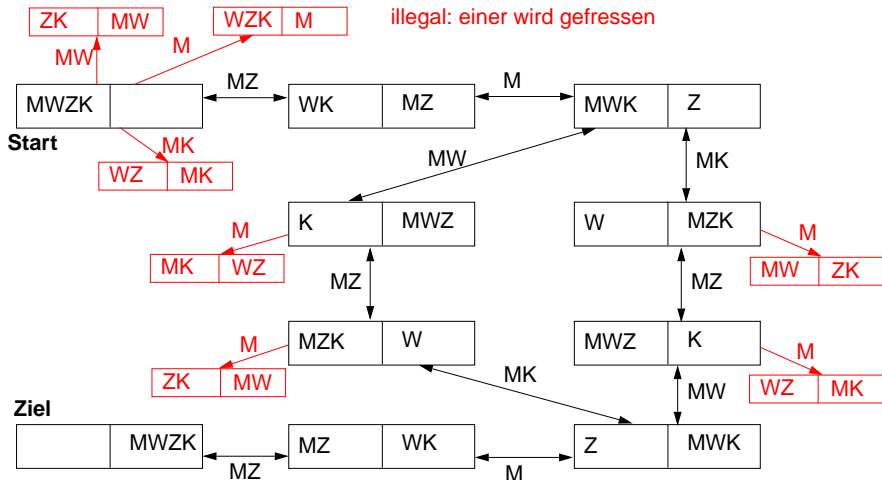 ZK MW
WZK M
illegal: einer wird gefressen
MW
M
MWZK
MZ
WK MZ
M
MWK Z
Start
MK
WZ MK
MW
MK
K MWZ
W MZK
M
M
MK WZ
MW ZK
MZ
MZ
MZK W
MWZ K
M
M
ZK MW
MK
MW
WZ MK
Ziel
MWZK
MZ
MZ WK
M
Z MWK